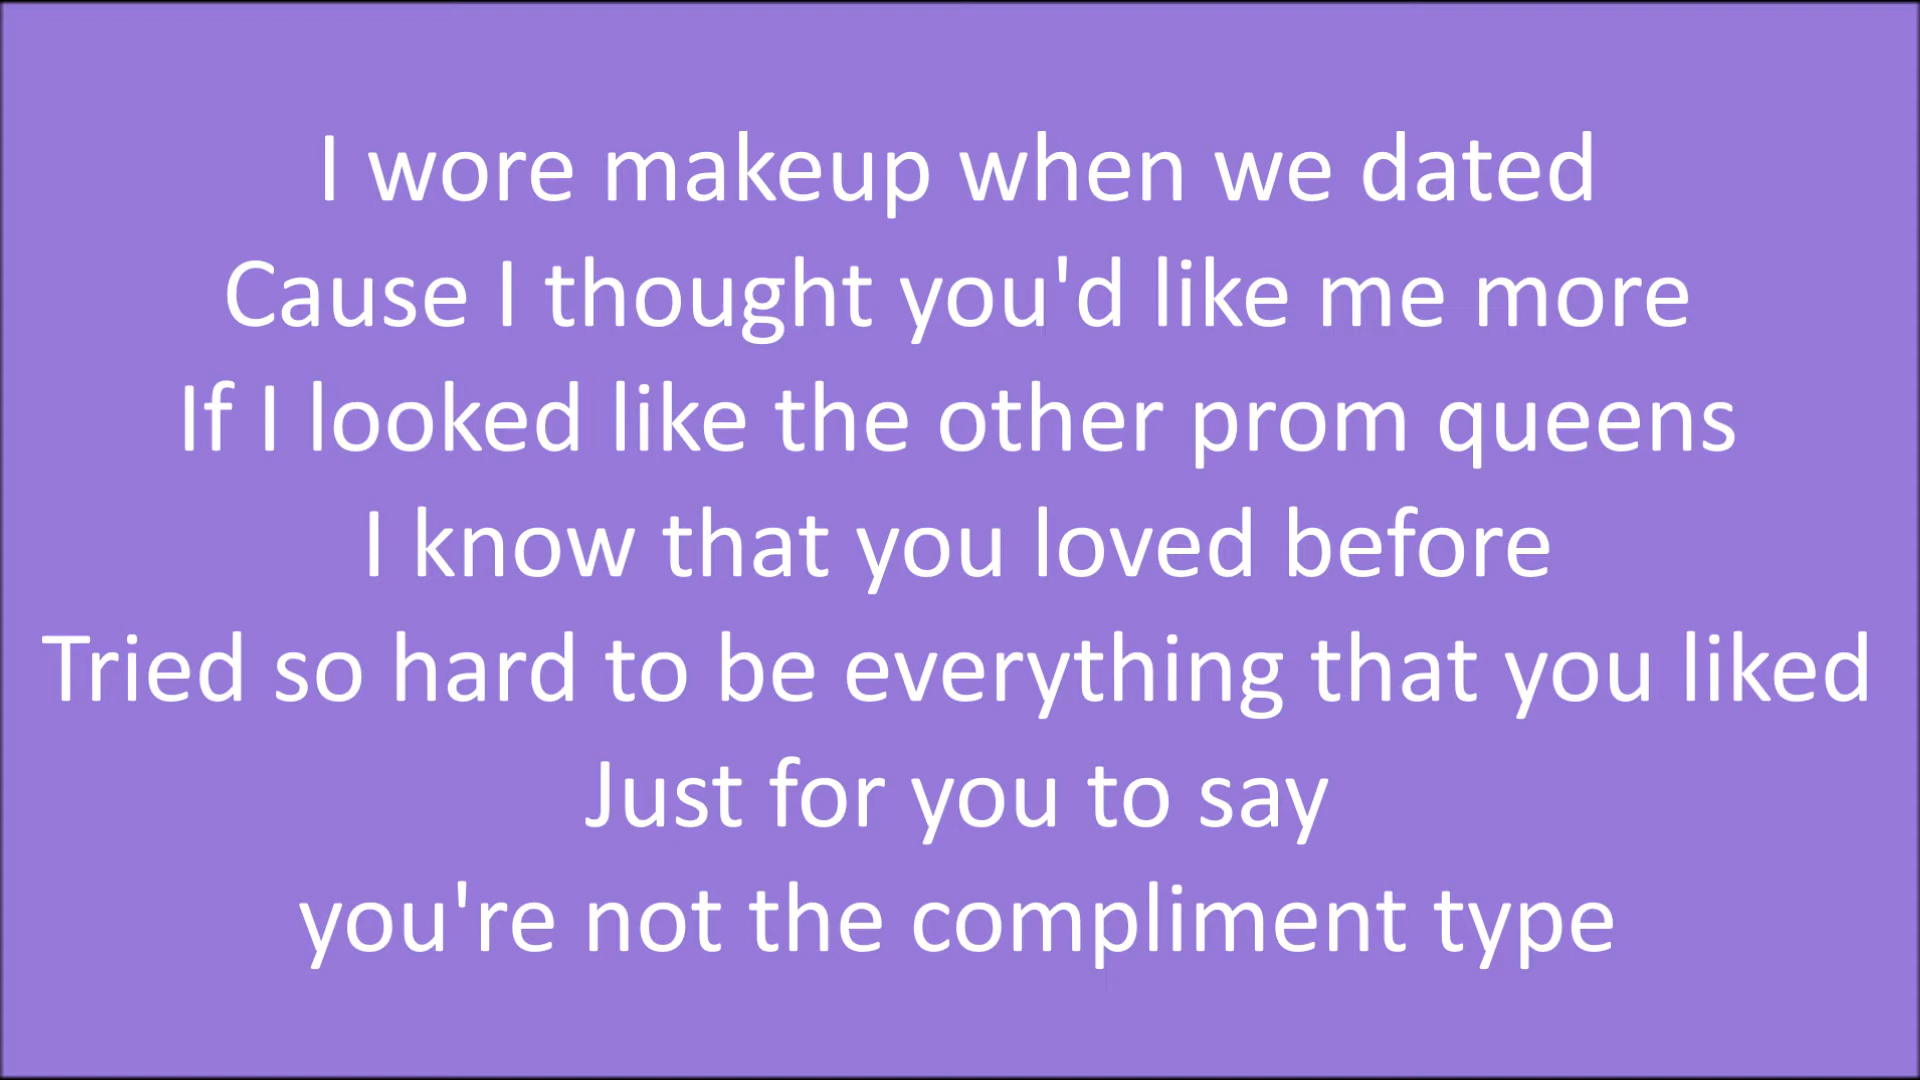 I wore makeup when we dated
Cause I thought you'd like me more
If I looked like the other prom queens
I know that you loved before
Tried so hard to be everything that you liked
Just for you to say
you're not the compliment type